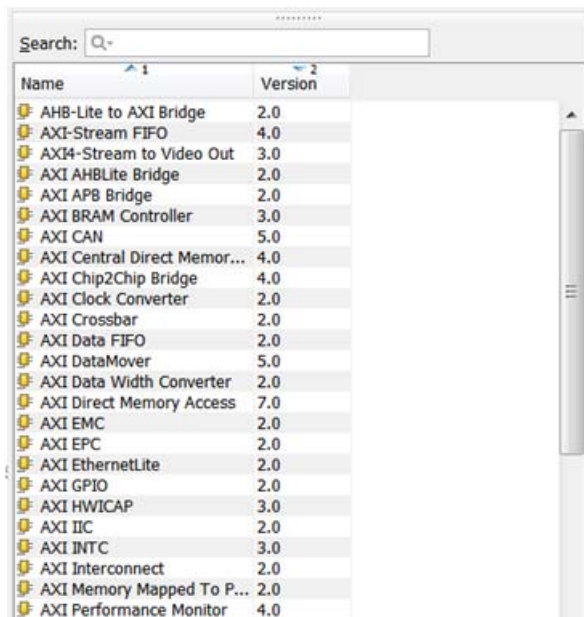 Search:
1 2
Name Version
AHB-Lite to AXI Bridge 2.0
AXI-Stream FIFO 4.0
AXI4-Stream to Video Out 3.0
AXI AHBLite Bridge 2.0
AXI APB Bridge 2.0
AXI BRAM Controller 3.0
AXI CAN 5.0
AXI Central Direct Memor... 4.0
AXI Chip2Chip Bridge 4.0
AXI Clock Converter 2.0
AXI Crossbar 2.0
AXI Data FIFO 2.0
AXI DataMover 5.0
AXI Data Width Converter 2.0
AXI Direct Memory Access 7.0
AXI EMC 2.0
AXI EPC 2.0
AXI EthernetLite 2.0
AXI GPIO 2.0
AXI HWICAP 3.0
AXI IIC 2.0
AXI INTC 3.0
AXI Interconnect 2.0
AXI Memory Mapped To P... 2.0
AXI Performance Monitor 4.0